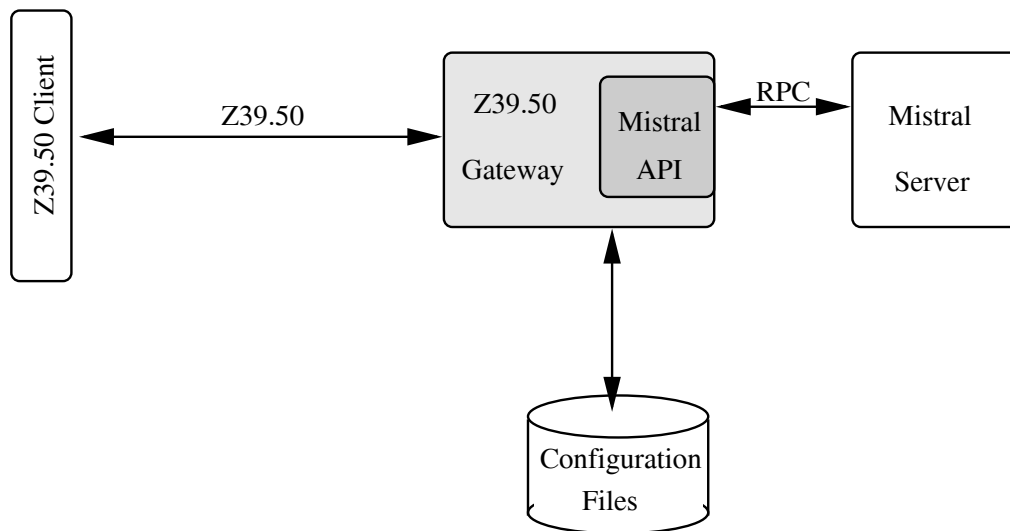 Z39.50 Client
Z39.50
Z39.50
Gateway
Mistral
API
RPC
Mistral
Server
Configuration
Files